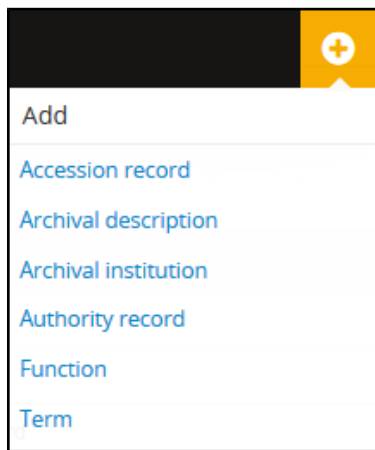 Add
Accession record
Archival description
Archival institution
Authority record
Function
Term